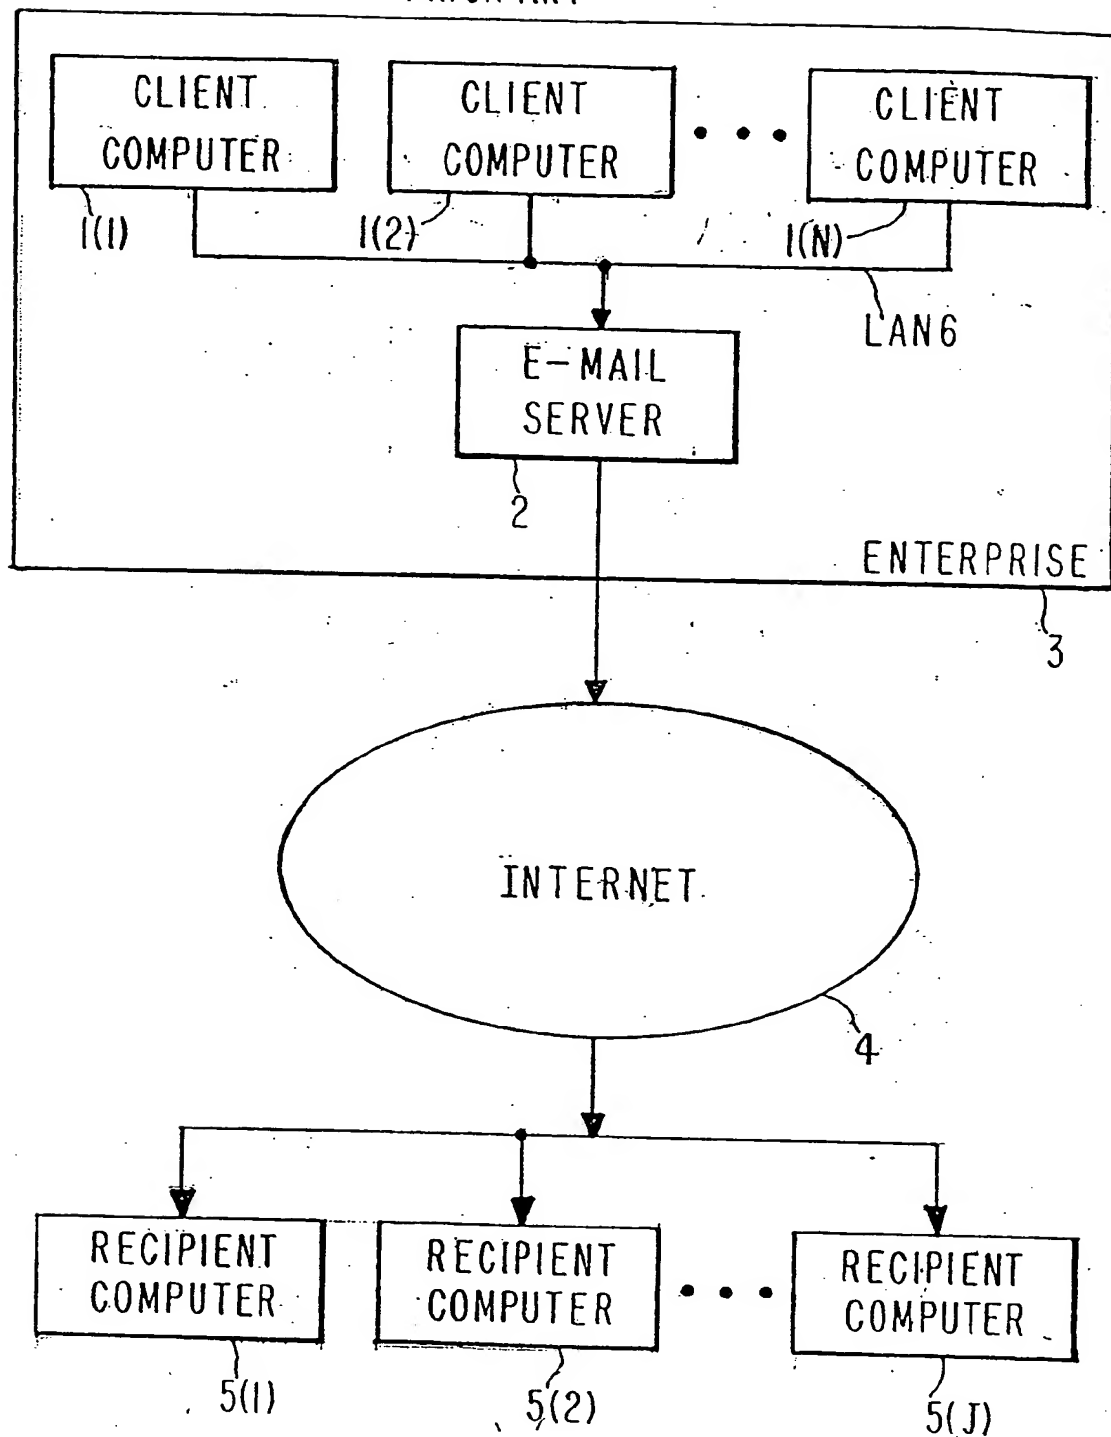 CLIENT
COMPUTER
CLIENT
COMPUTER
CLIENT
COMPUTER
1(1)
1(2)
1(N)
LAN6
E-MAIL
SERVER
2
ENTERPRISE
3
INTERNET
4
RECIPIENT
COMPUTER
RECIPIENT
COMPUTER
RECIPIENT
COMPUTER
5(1)
5(2)
5(J)